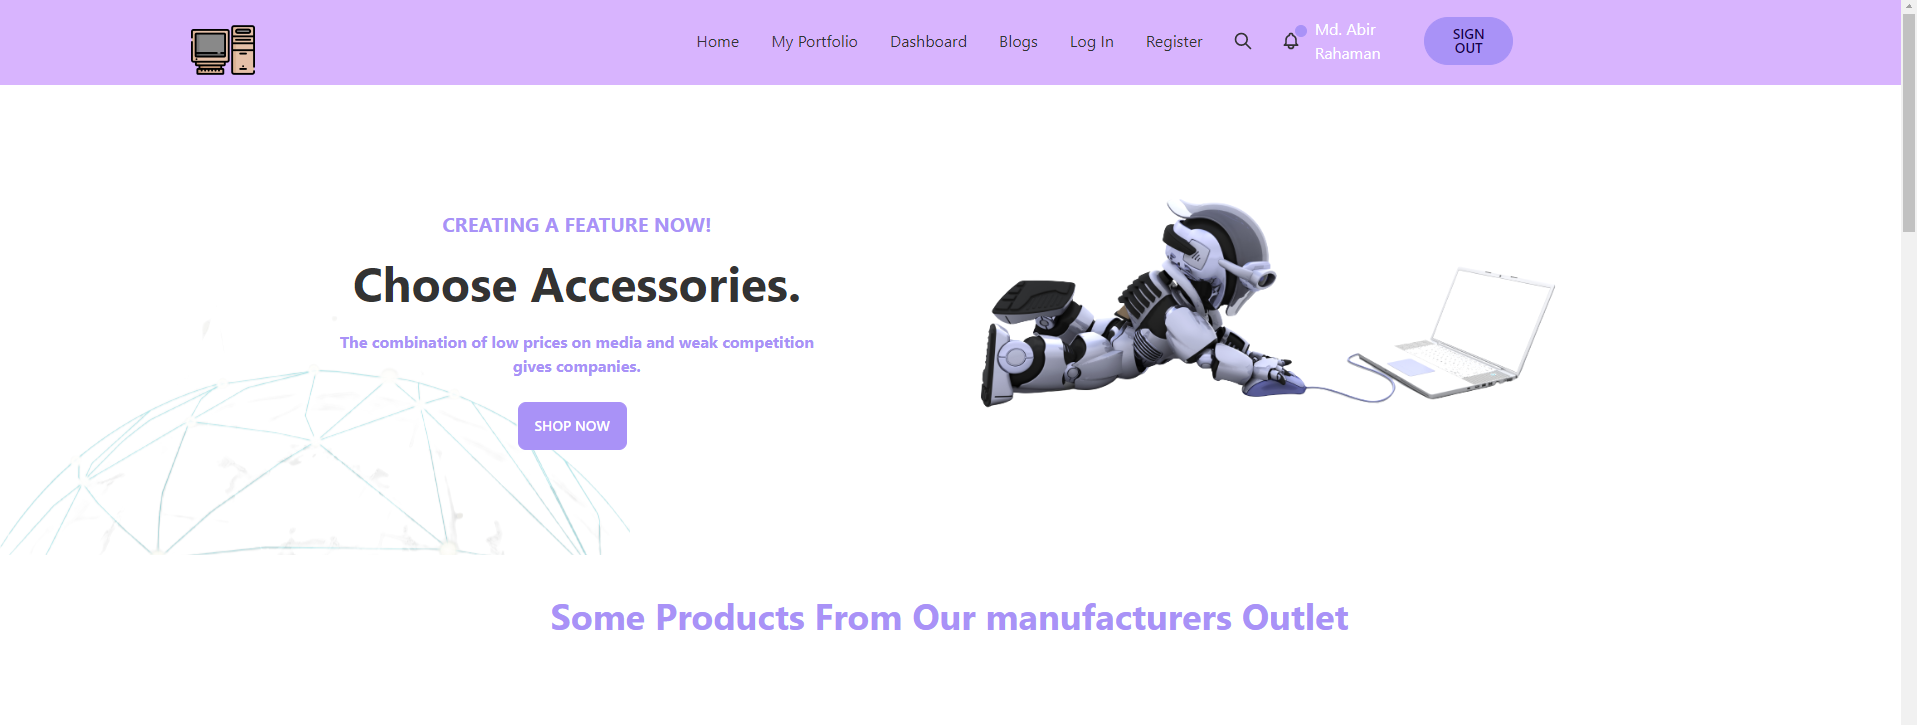 Home My Portfolio Dashboard Blogs Log In Register Md. Abir Rahaman SIGN OUT
CREATING A FEATURE NOW!
Choose Accessories.
The combination of low prices on media and weak competition
gives companies.
SHOP NOW
Some Products From Our manufacturers Outlet